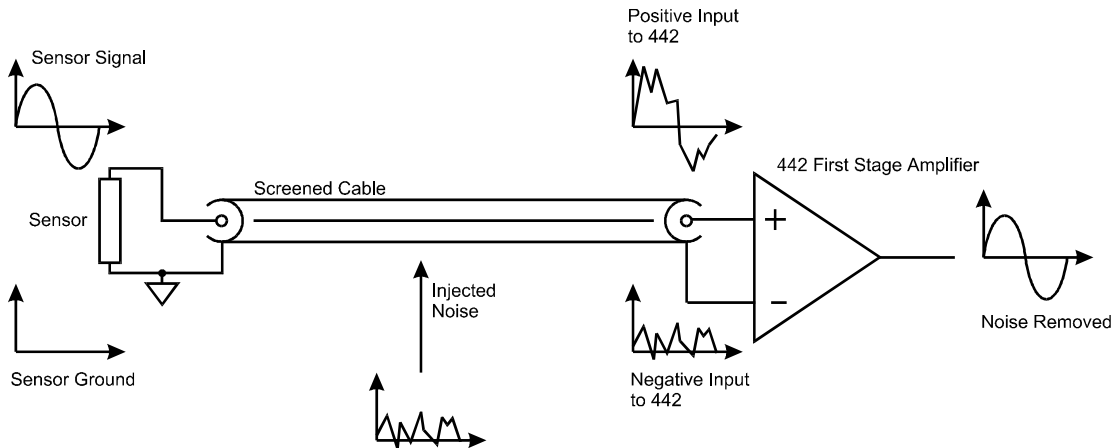 Positive Input
to 442
Sensor Signal
442 First Stage Amplifier
Screened Cable
Sensor
+
−
Injected
Noise
Noise Removed
Sensor Ground
Negative Input
to 442